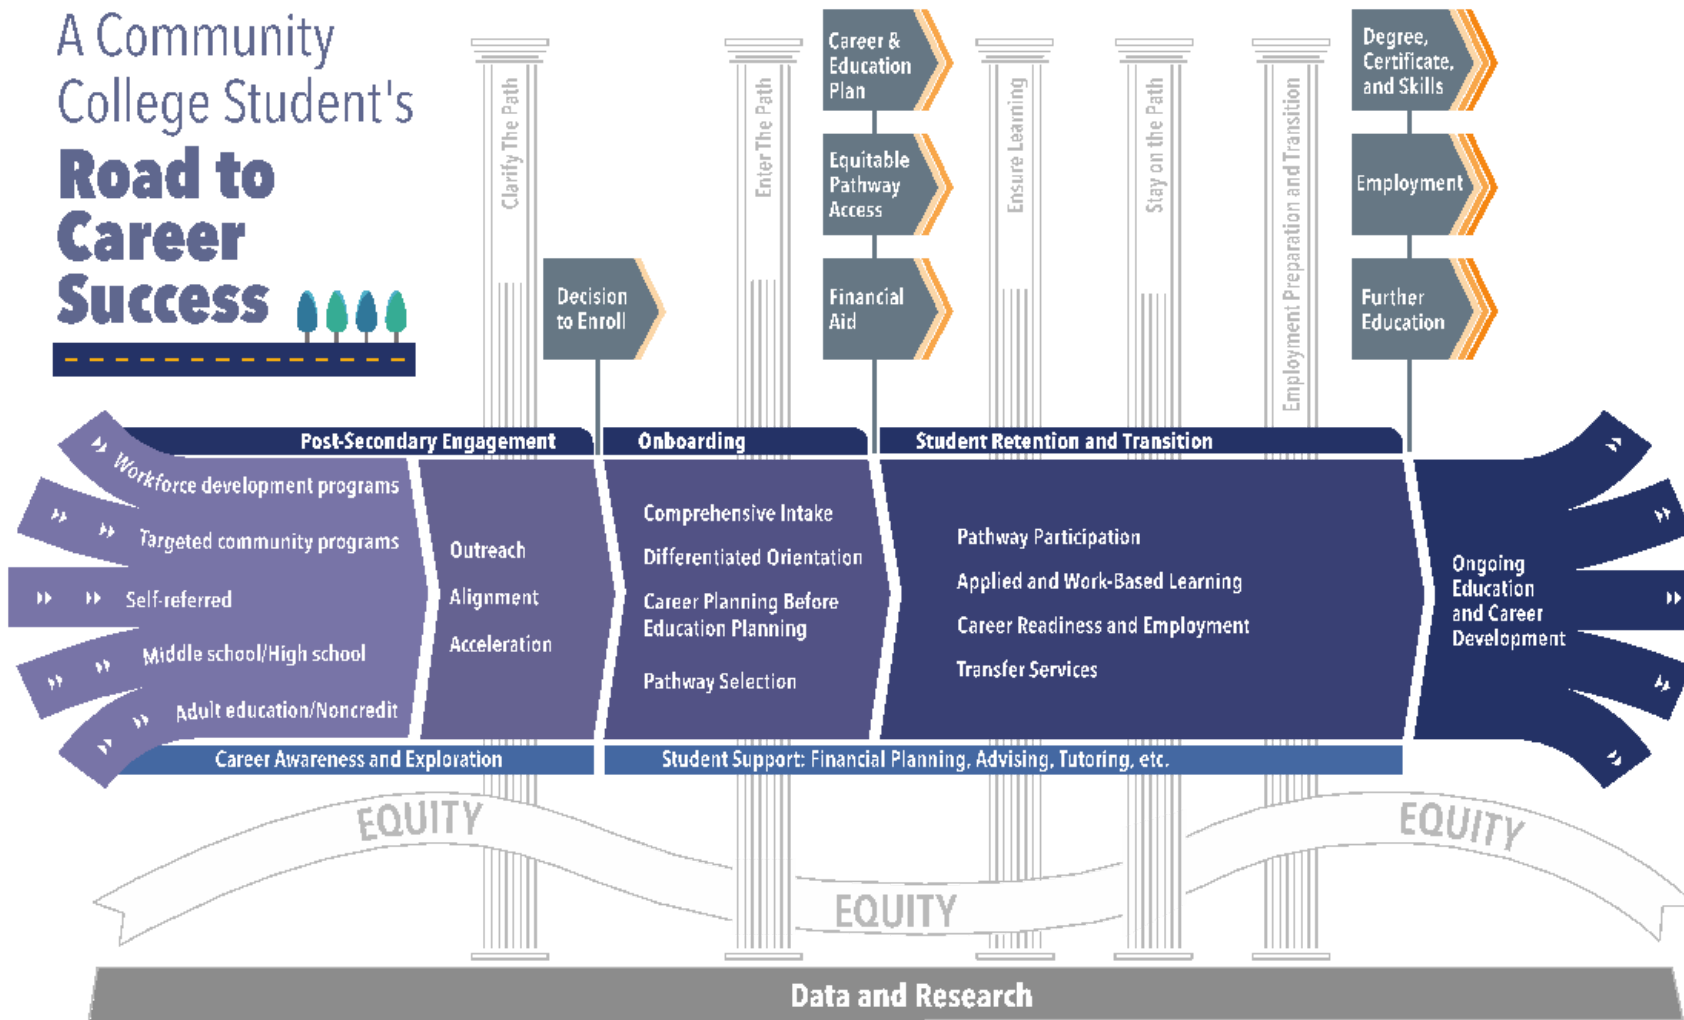 A Community
College Student's
Road to
Career
Success
Clarify The Path
Enter The Path
Ensure Learning
Stay on the Path
Employment Preparation and Transition
Decision
to Enroll
Career &
Education
Plan
Equitable
Pathway
Access
Financial
Aid
Degree,
Certificate,
and Skills
Employment
Further
Education
Post-Secondary Engagement
Onboarding
Student Retention and Transition
Workforce development programs
Targeted community programs
Self-referred
Middle school/High school
Adult education/Noncredit
Outreach
Alignment
Acceleration
Comprehensive Intake
Differentiated Orientation
Career Planning Before
Education Planning
Pathway Selection
Pathway Participation
Applied and Work-Based Learning
Career Readiness and Employment
Transfer Services
Ongoing
Education
and Career
Development
Career Awareness and Exploration
Student Support: Financial Planning, Advising, Tutoring, etc.
EQUITY
EQUITY
EQUITY
Data and Research